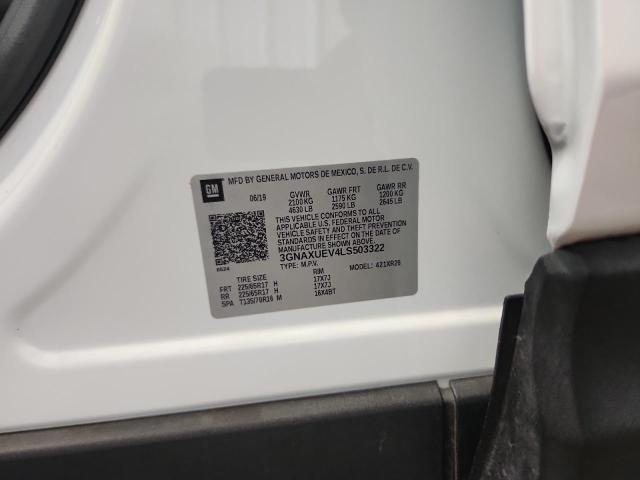 GM
MFD BY GENERAL MOTORS DE MEXICO, S. DE R.L. DE C.V.
06/19 GVWR GAWR FRT GAWR RR
2100 KG 1175 KG 1200 KG
4630 LB 2590 LB 2645 LB
THIS VEHICLE CONFORMS TO ALL
APPLICABLE U.S. FEDERAL MOTOR
VEHICLE SAFETY AND THEFT
PREVENTION STANDARDS IN EFFECT ON
THE DATE OF MANUFACTURE SHOWN
ABOVE.
3GNAXUEV4LS503322
TYPE: M.P.V. MODEL: 421XR26
TIRE SIZE RIM
FRT 225/65R17 H 17X7J
RR 225/65R17 H 17X7J
SPA T135/70R16 M 16X4BT